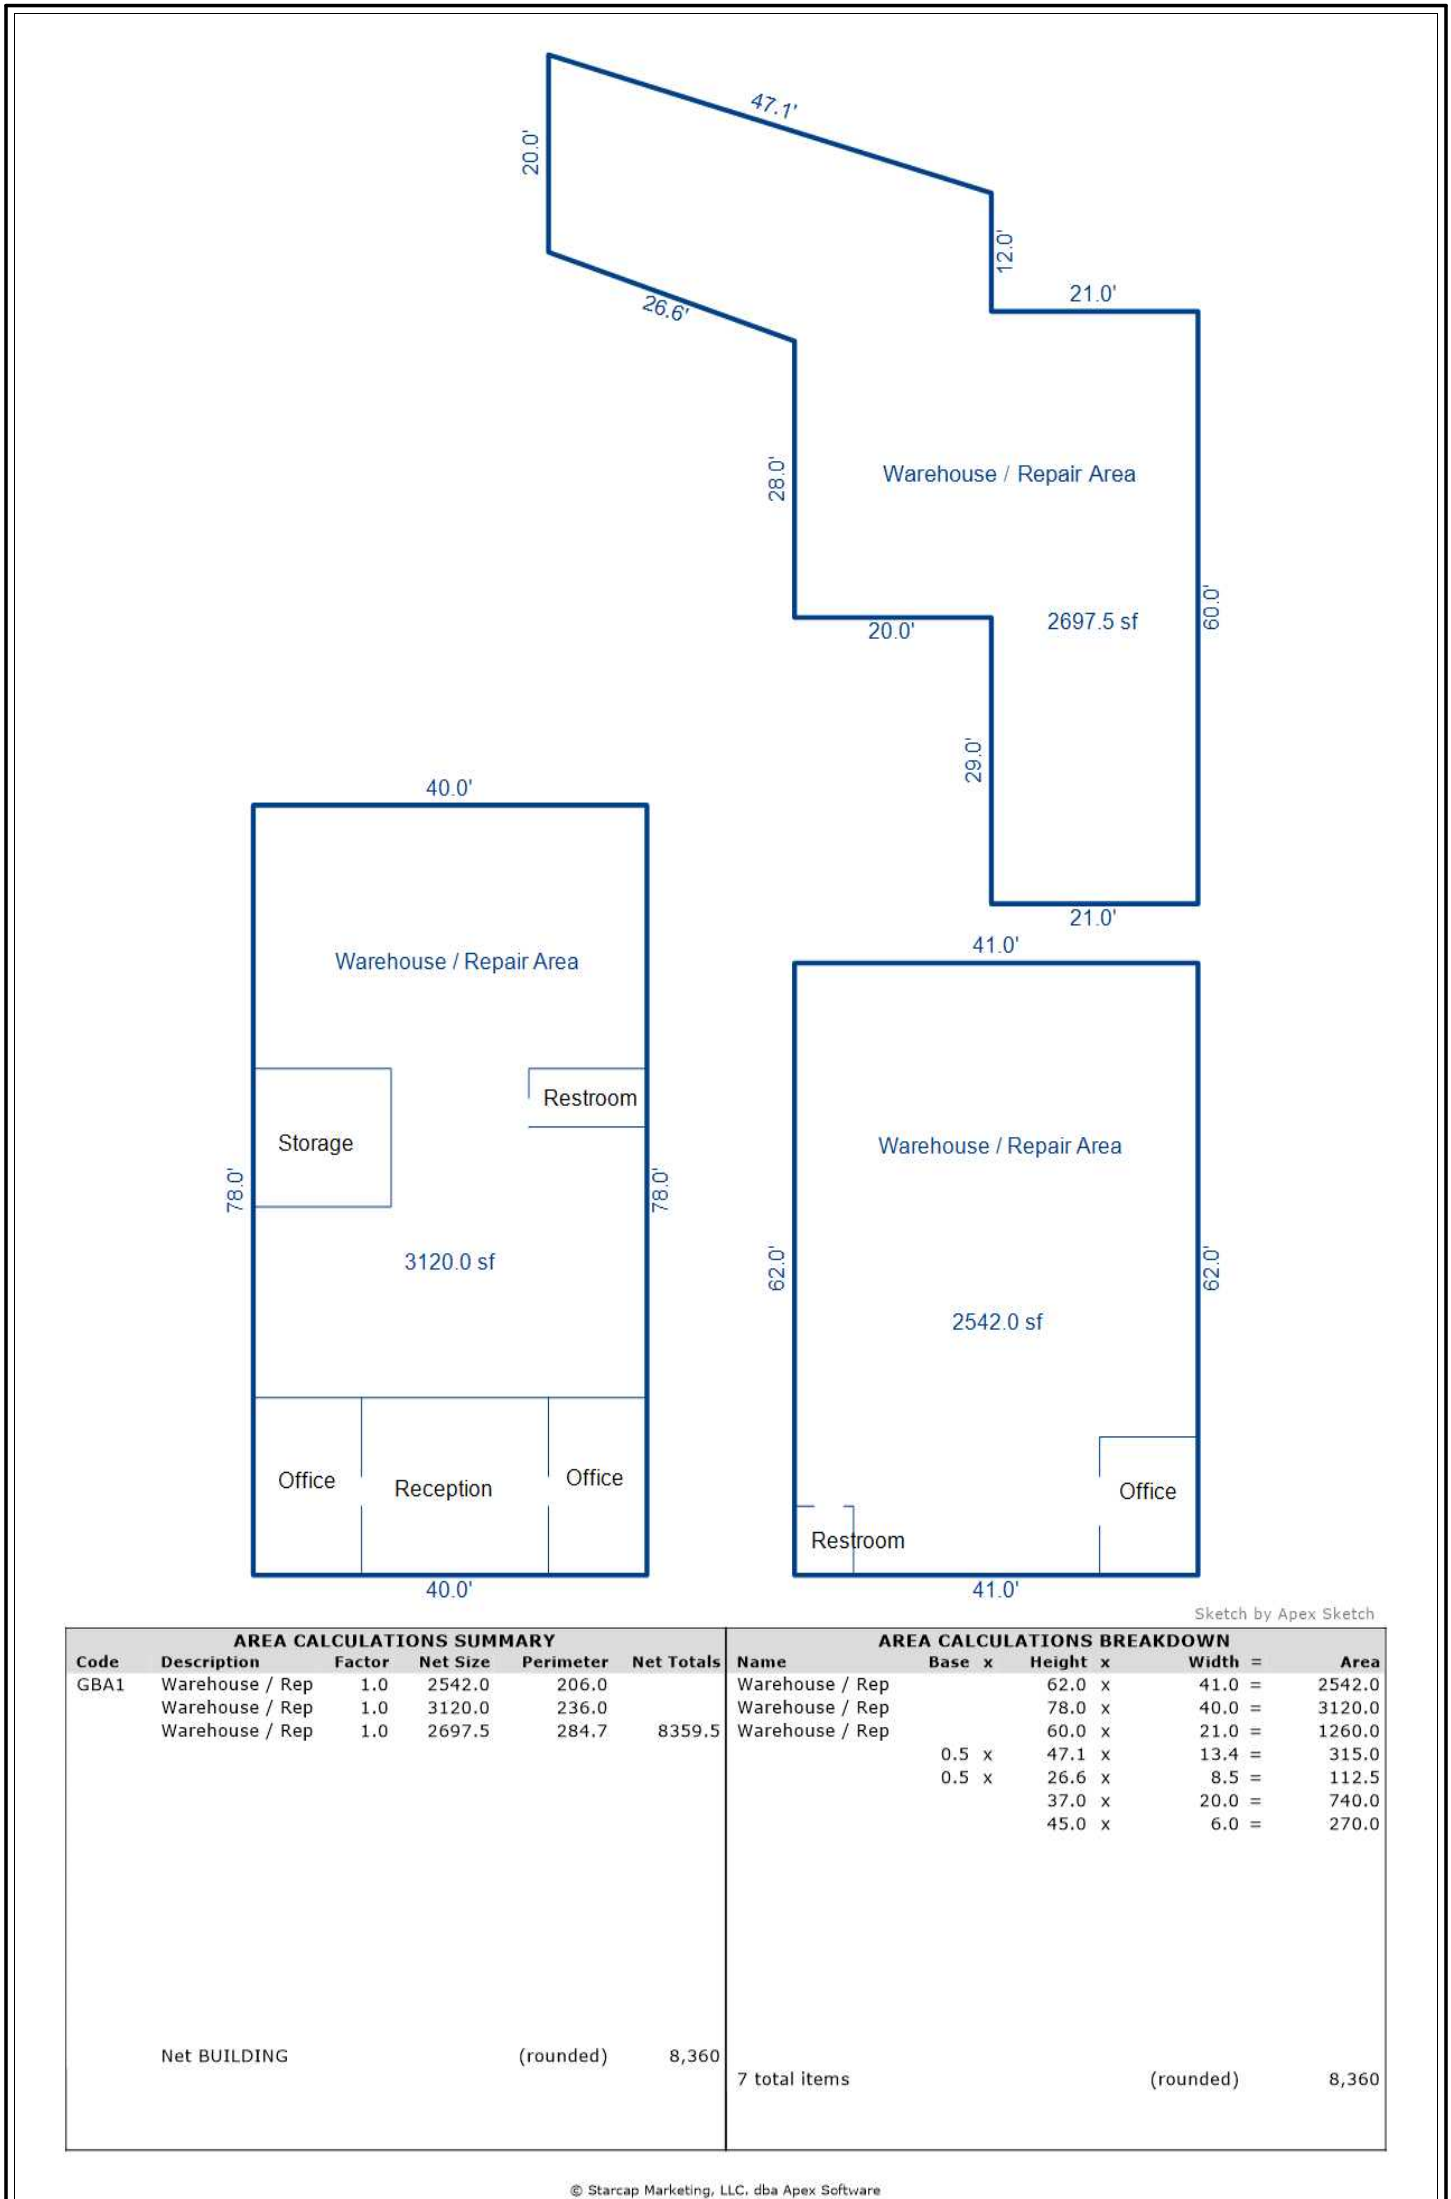 47.1'
20.0'
12.0'
21.0'
26.6'
28.0'
Warehouse / Repair Area
60.0'
2697.5 sf
20.0'
29.0'
40.0'
21.0'
41.0'
Warehouse / Repair Area
Restroom
Storage
Warehouse / Repair Area
78.0'
78.0'
3120.0 sf
62.0'
62.0'
2542.0 sf
Office
Reception
Office
Office
Restroom
40.0'
41.0'
Sketch by Apex Sketch
AREA CALCULATIONS SUMMARY
Code Description Factor Net Size Perimeter Net Totals
GBA1 Warehouse / Rep 1.0 2542.0 206.0
Warehouse / Rep 1.0 3120.0 236.0
Warehouse / Rep 1.0 2697.5 284.7 8359.5
Net BUILDING (rounded) 8,360
AREA CALCULATIONS BREAKDOWN
Name Base x Height x Width = Area
Warehouse / Rep 62.0 x 41.0 = 2542.0
Warehouse / Rep 78.0 x 40.0 = 3120.0
Warehouse / Rep 60.0 x 21.0 = 1260.0
0.5 x 47.1 x 13.4 = 315.0
0.5 x 26.6 x 8.5 = 112.5
37.0 x 20.0 = 740.0
45.0 x 6.0 = 270.0
7 total items (rounded) 8,360
© Starcap Marketing, LLC. dba Apex Software